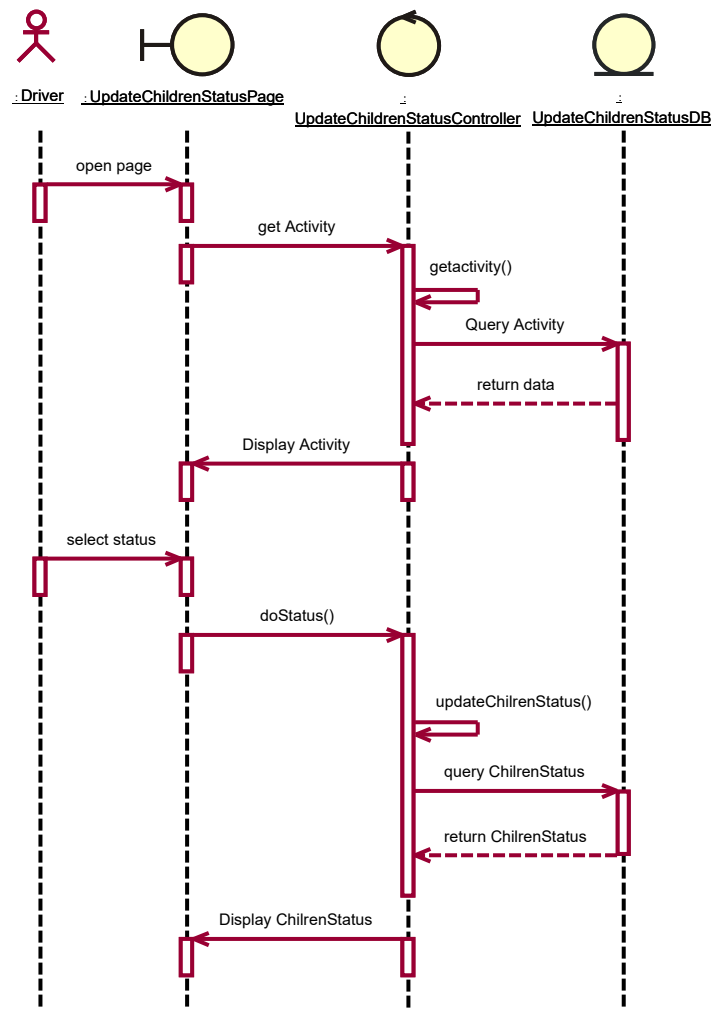 : Driver
: UpdateChildrenStatusPage
:
UpdateChildrenStatusController
:
UpdateChildrenStatusDB
open page
get Activity
getactivity()
Query Activity
return data
Display Activity
select status
doStatus()
updateChilrenStatus()
query ChilrenStatus
return ChilrenStatus
Display ChilrenStatus